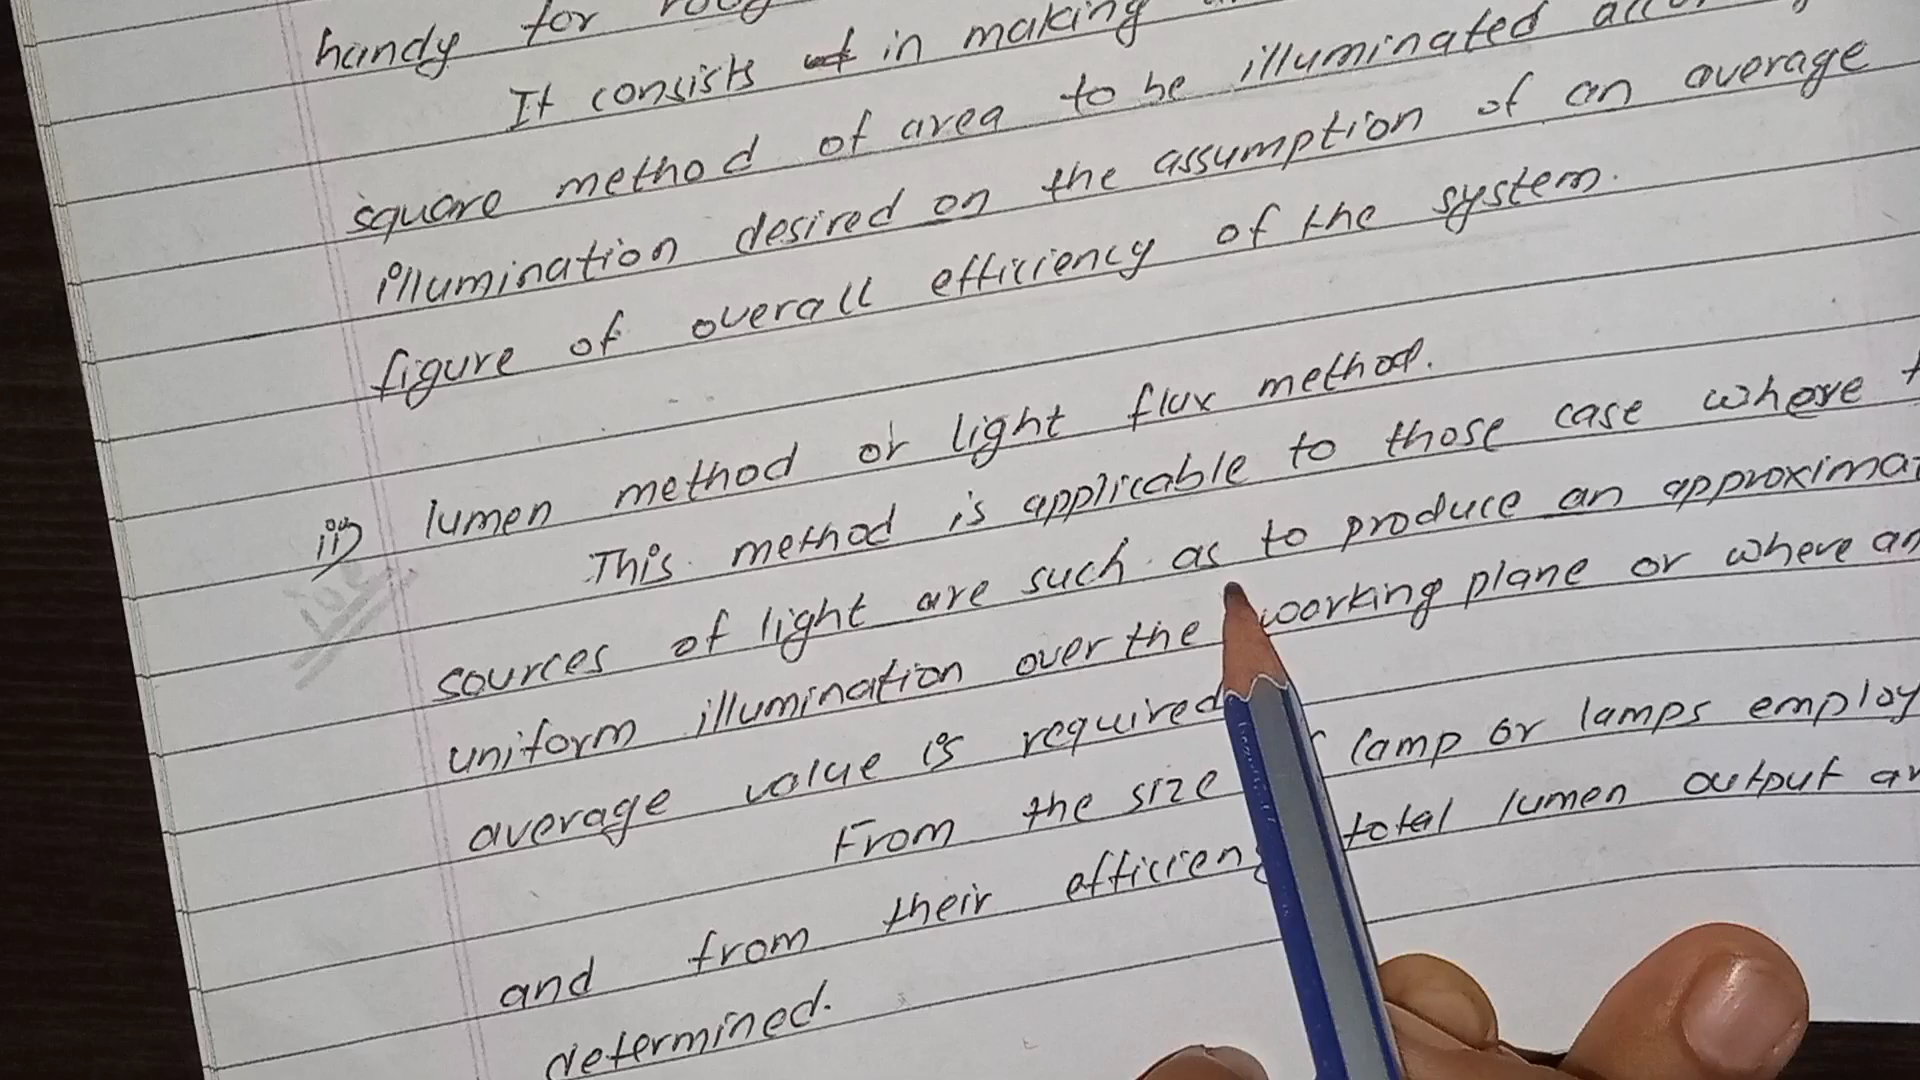 handy for
It consists in making
square method of area to be illuminated
illumination desired on the assumption of an average
figure of overall efficiency of the system.
ii) lumen method or light flux method.
This method is applicable to those case where
sources of light are such as to produce an approximat
uniform illumination over the working plane or where an
average value is required
From the size lamp or lamps employ
and from their efficien total lumen output ar
determined.